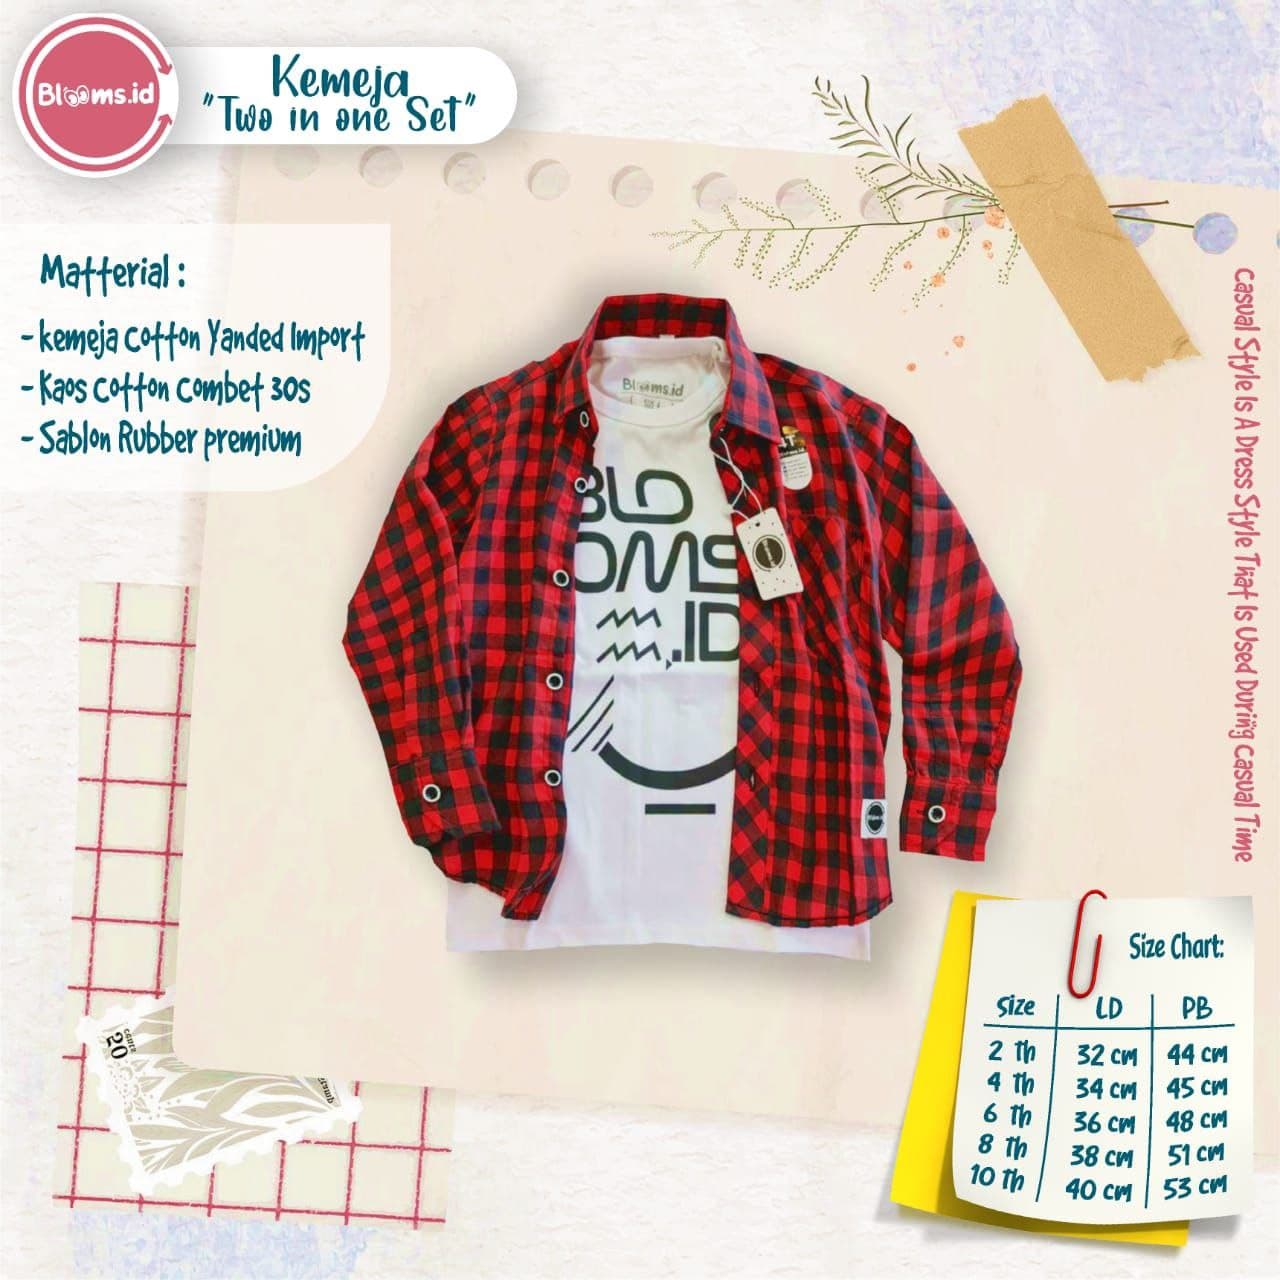 Blooms.id
Kemeja
"Two in one Set"
Matterial :
- kemeja Cotton Yanded Import
- Kaos Cotton Combet 30s
- Sablon Rubber premium
Casual Style Is A Dress Style That Is Used During Casual Time
Blooms.id
BLO
OMS
.ID
Size Chart:
Size LD PB
2 Th 32 cm 44 cm
4 Th 34 cm 45 cm
6 Th 36 cm 48 cm
8 Th 38 cm 51 cm
10 Th 40 cm 53 cm
20